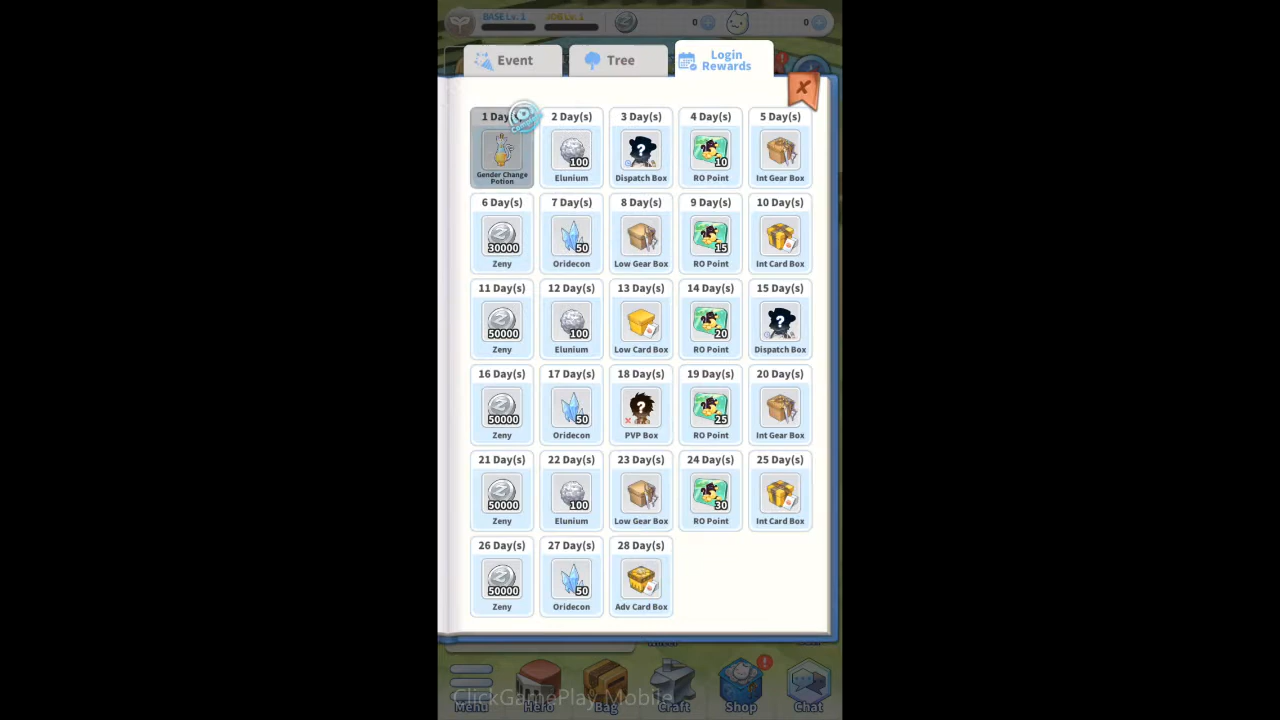 BASE Lv.1 JOB Lv.1 0 0
Event Tree Login
Rewards
1 Day 2 Day(s) 3 Day(s) 4 Day(s) 5 Day(s)
100 ? 10
Gender Change
Potion
Elunium Dispatch Box RO Point Int Gear Box
6 Day(s) 7 Day(s) 8 Day(s) 9 Day(s) 10 Day(s)
30000 50 15
Zeny Oridecon Low Gear Box RO Point Int Card Box
11 Day(s) 12 Day(s) 13 Day(s) 14 Day(s) 15 Day(s)
50000 100 20 ?
Zeny Elunium Low Card Box RO Point Dispatch Box
16 Day(s) 17 Day(s) 18 Day(s) 19 Day(s) 20 Day(s)
50000 50 ? 25
Zeny Oridecon PVP Box RO Point Int Gear Box
21 Day(s) 22 Day(s) 23 Day(s) 24 Day(s) 25 Day(s)
50000 100 30
Zeny Elunium Low Gear Box RO Point Int Card Box
26 Day(s) 27 Day(s) 28 Day(s)
50000 50
Zeny Oridecon Adv Card Box
ClickGamePlay Mobile
Menu Hero Bag Craft Shop Chat